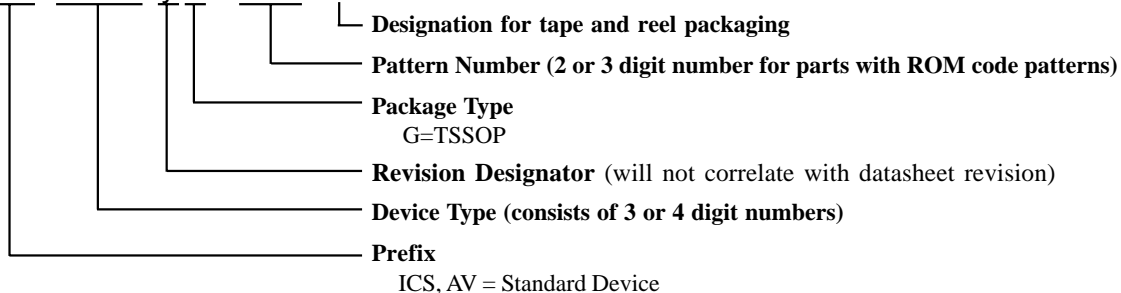 Designation for tape and reel packaging
Pattern Number (2 or 3 digit number for parts with ROM code patterns)
Package Type
G=TSSOP
Revision Designator (will not correlate with datasheet revision)
Device Type (consists of 3 or 4 digit numbers)
Prefix
ICS, AV = Standard Device